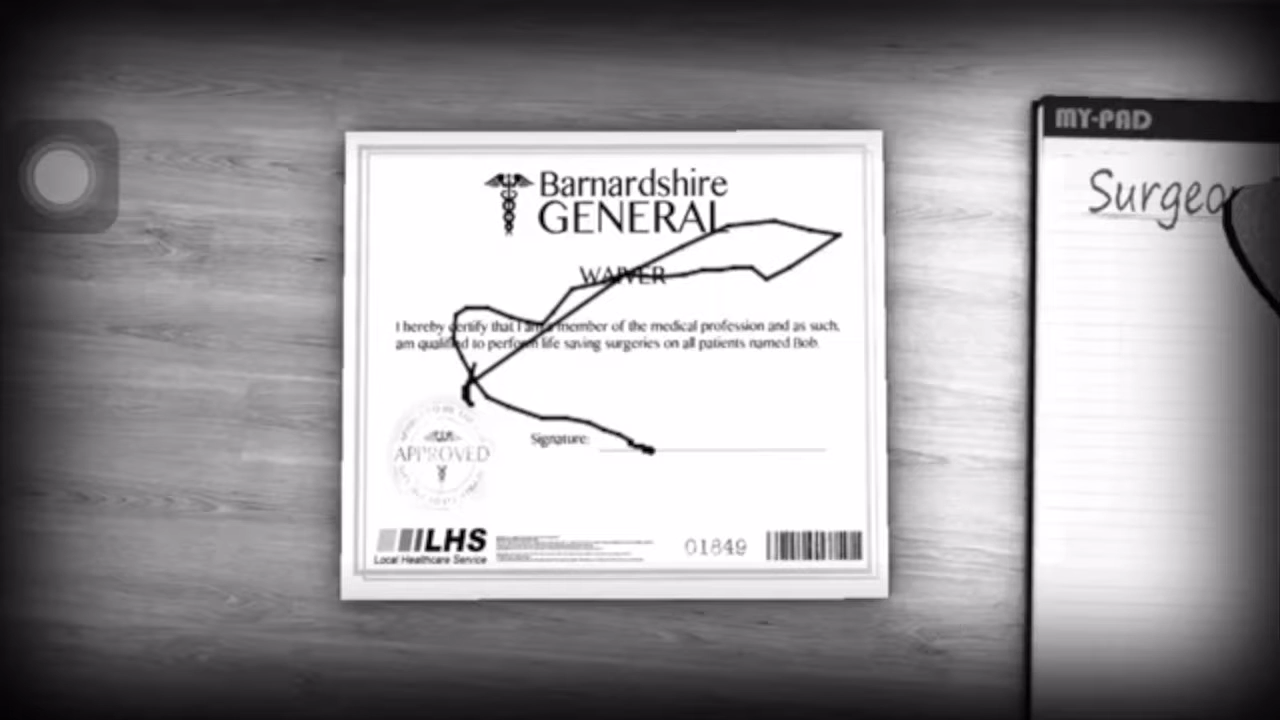 Barnardshire
GENERAL
WAIVER
I hereby certify that I am a member of the medical profession and as such,
am qualified to perform life saving surgeries on all patients named Bob.
APPROVED
Signature:
LHS
Local Healthcare Service
01849
MY-PAD
Surgeo